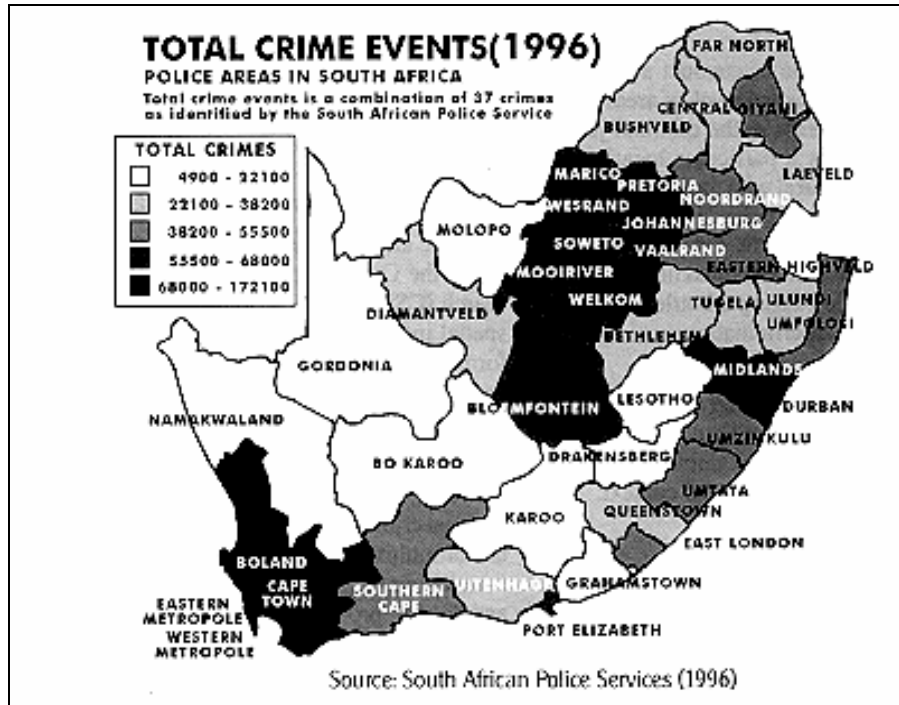 TOTAL CRIME EVENTS(1996)
POLICE AREAS IN SOUTH AFRICA
Total crime events is a combination of 37 crimes
as identified by the South African Police Service
TOTAL CRIMES
4900 - 22100
22100 - 38200
38200 - 55500
55500 - 68000
68000 - 172100
FAR NORTH
CENTRAL GIYANI
BUSHVELD
LAEVELD
MARICO
PRETORIA
NOORDRAND
WESRAND
JOHANNESBURG
MOLOPO
SOWETO
VAALRAND
MOOIRIVER
EASTERN HIGHVELD
WELKOM
TUGELA
ULUNDI
DIAMANTVELD
UMFOLOSI
BETHLEHEN
GORDONIA
MIDLANDS
LESOTHO
BLOEMFONTEIN
DURBAN
NAMAKWALAND
UMZINKULU
DRAKENSBERG
BO KAROO
UMTATA
QUEENSTOWN
KAROO
EAST LONDON
BOLAND
CAPE
TOWN
UITENHAGE
GRAHAMSTOWN
SOUTHERN
CAPE
EASTERN
METROPOLE
WESTERN
METROPOLE
PORT ELIZABETH
Source: South African Police Services (1996)